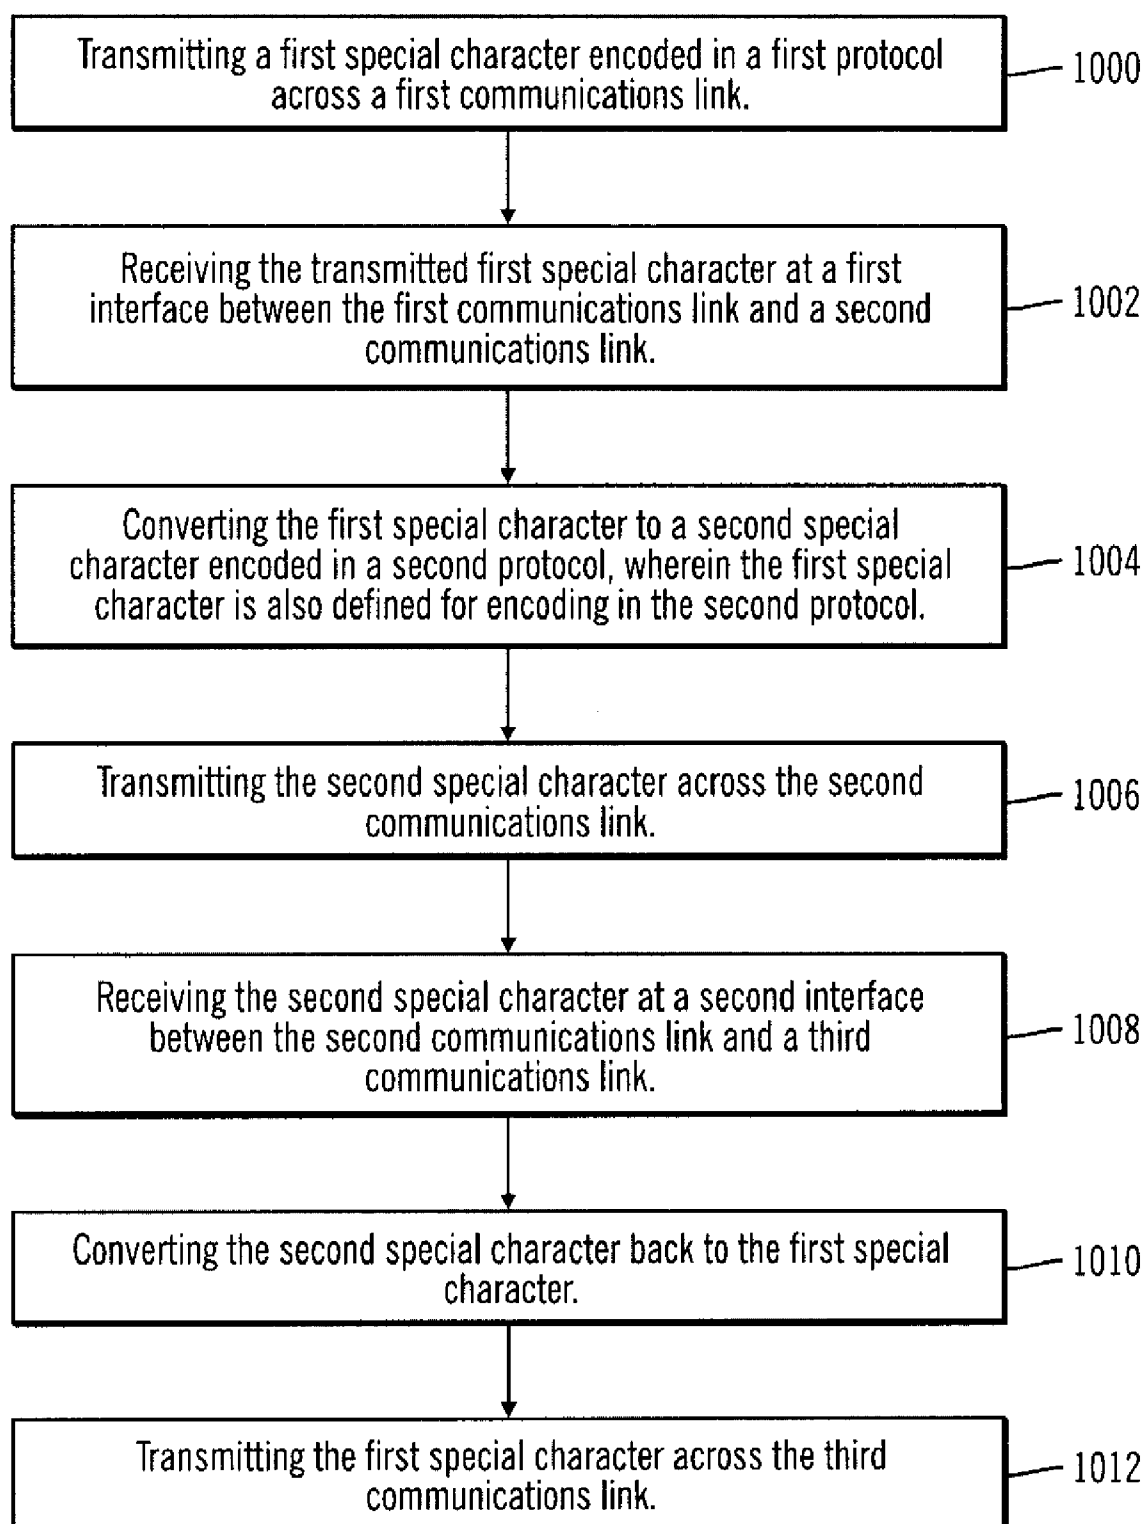 Transmitting a first special character encoded in a first protocol
across a first communications link.
1000
Receiving the transmitted first special character at a first
interface between the first communications link and a second
communications link.
1002
Converting the first special character to a second special
character encoded in a second protocol, wherein the first special
character is also defined for encoding in the second protocol.
1004
Transmitting the second special character across the second
communications link.
1006
Receiving the second special character at a second interface
between the second communications link and a third
communications link.
1008
Converting the second special character back to the first special
character.
1010
Transmitting the first special character across the third
communications link.
1012